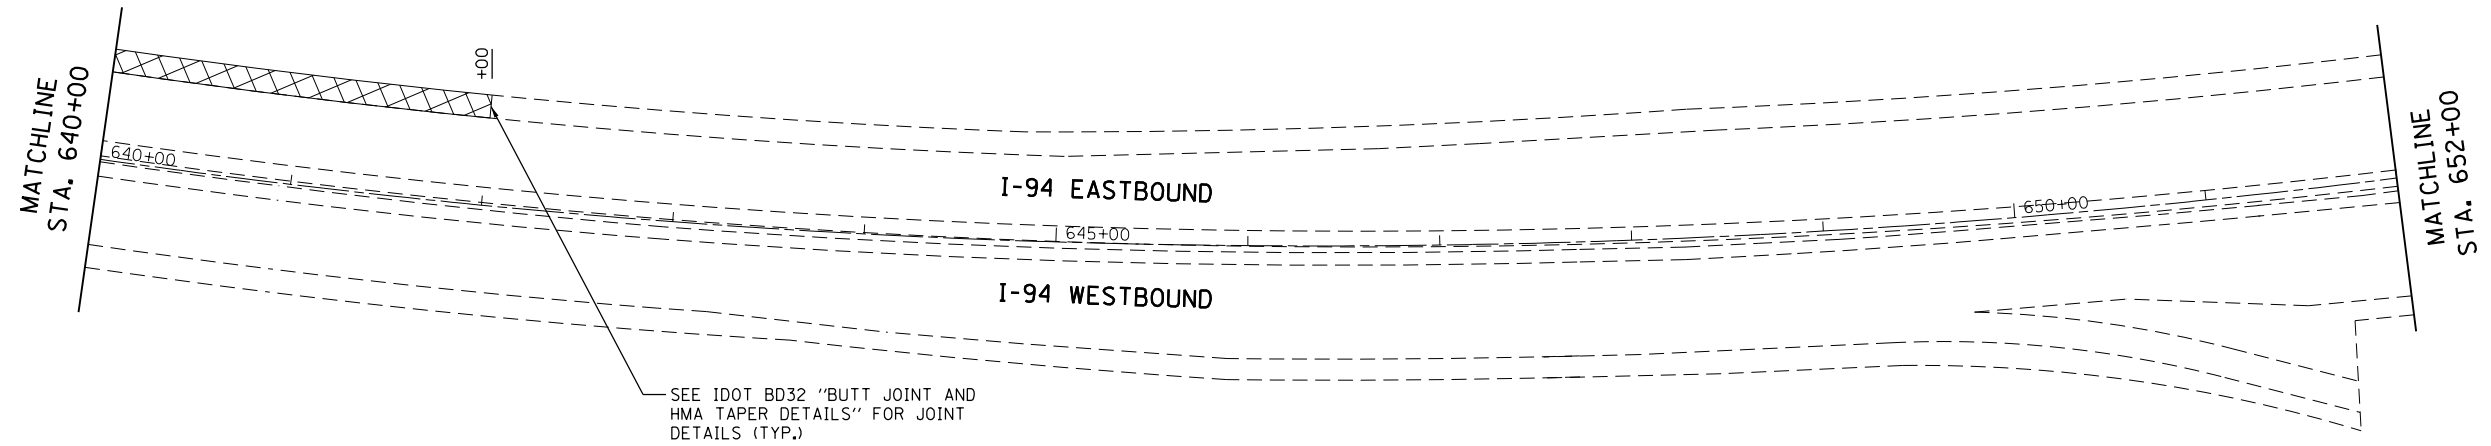 MATCHLINE
STA. 640+00
+00
640+00
I-94 EASTBOUND
645+00
650+00
I-94 WESTBOUND
MATCHLINE
STA. 652+00
SEE IDOT BD32 "BUTT JOINT AND
HMA TAPER DETAILS" FOR JOINT
DETAILS (TYP.)